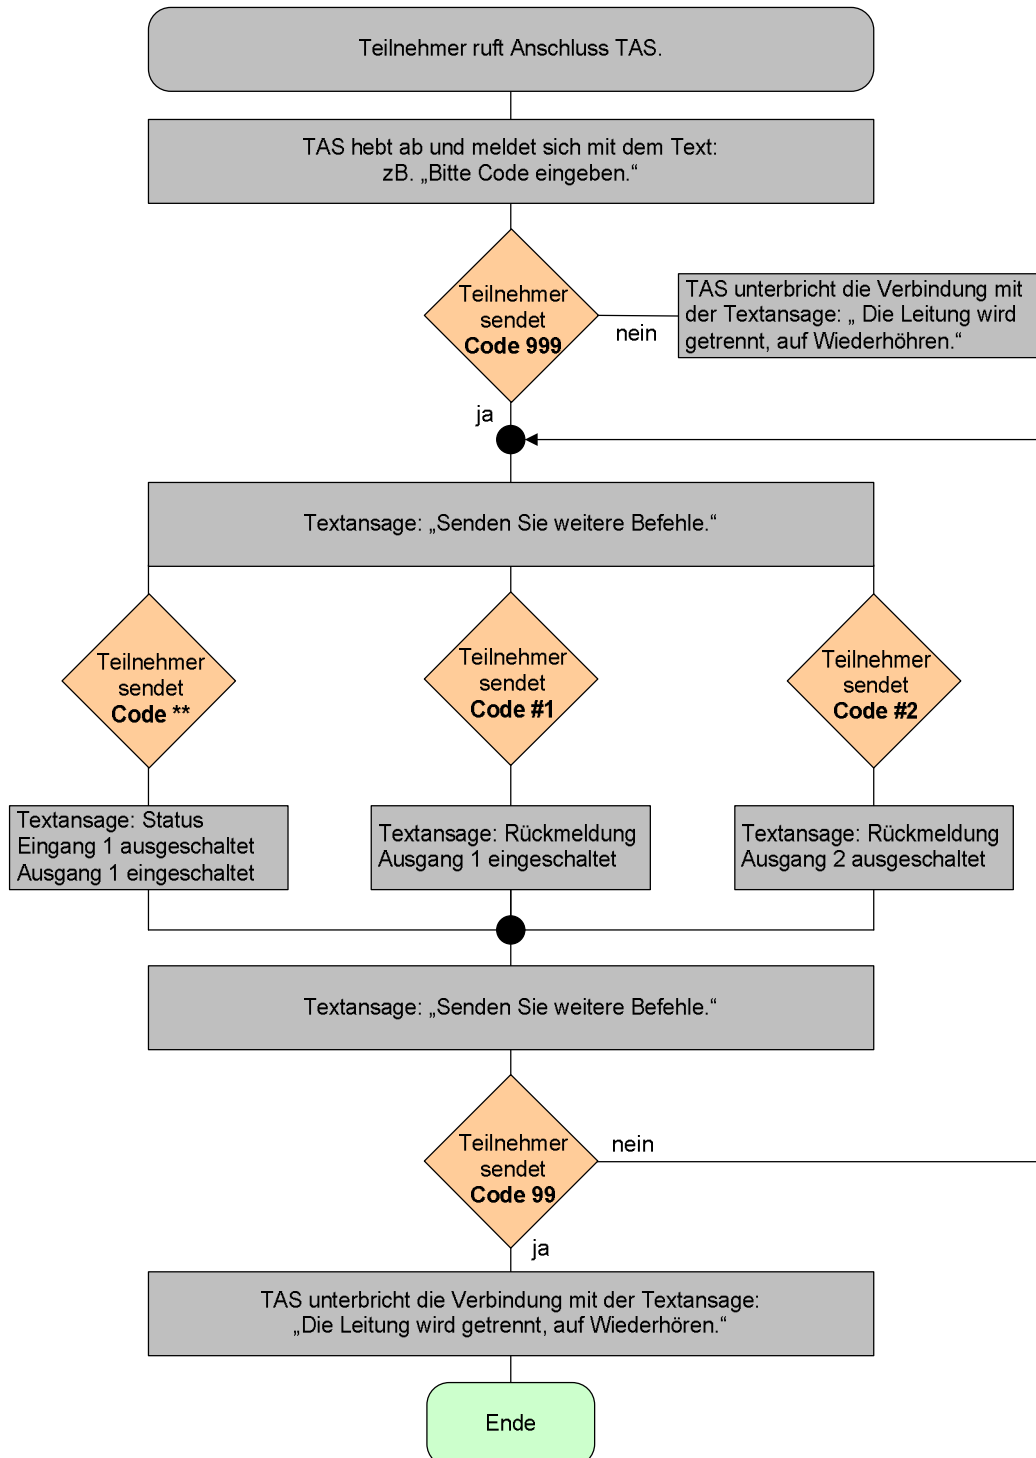 Teilnehmer ruft Anschluss TAS.
TAS hebt ab und meldet sich mit dem Text:
zB. „Bitte Code eingeben.“
Teilnehmer
sendet
Code 999
nein
TAS unterbricht die Verbindung mit
der Textansage: „ Die Leitung wird
getrennt, auf Wiederhöhren.“
ja
Textansage: „Senden Sie weitere Befehle.“
Teilnehmer
sendet
Code **
Teilnehmer
sendet
Code #1
Teilnehmer
sendet
Code #2
Textansage: Status
Eingang 1 ausgeschaltet
Ausgang 1 eingeschaltet
Textansage: Rückmeldung
Ausgang 1 eingeschaltet
Textansage: Rückmeldung
Ausgang 2 ausgeschaltet
Textansage: „Senden Sie weitere Befehle.“
Teilnehmer
sendet
Code 99
nein
ja
TAS unterbricht die Verbindung mit der Textansage:
„Die Leitung wird getrennt, auf Wiederhören.“
Ende